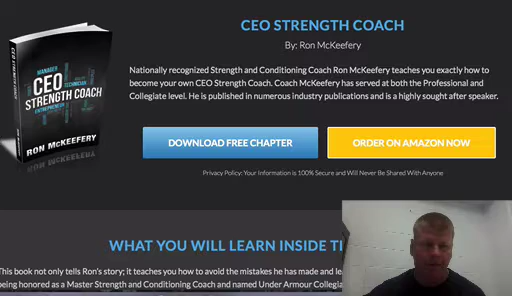 CEO STRENGTH COACH
By: Ron McKeefery
Nationally recognized Strength and Conditioning Coach Ron McKeefery teaches you exactly how to
become your own CEO Strength Coach. Coach McKeefery has served at both the Professional and
Collegiate level. He is published in numerous industry publications and is a highly sought after speaker.
MANAGER
TECHNICIAN
CEO
STRENGTH COACH
ENTREPRENEUR
RON McKEEFERY
CEO STRENGTH COACH
DOWNLOAD FREE CHAPTER
ORDER ON AMAZON NOW
Privacy Policy: Your Information is 100% Secure and Will Never Be Shared With Anyone
WHAT YOU WILL LEARN INSIDE
This book not only tells Ron's story; it teaches you how to avoid the mistakes he has made and
being honored as a Master Strength and Conditioning Coach and named Under Armour